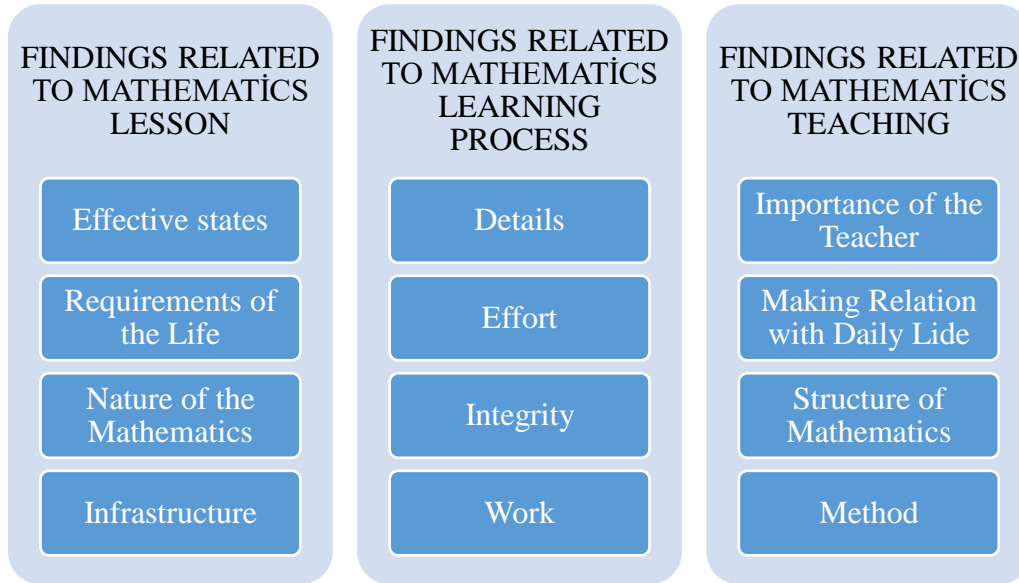 FINDINGS RELATED
TO MATHEMATİCS
LESSON
Effective states
Requirements of
the Life
Nature of the
Mathematics
Infrastructure
FINDINGS RELATED
TO MATHEMATİCS
LEARNING
PROCESS
Details
Effort
Integrity
Work
FINDINGS RELATED
TO MATHEMATİCS
TEACHING
Importance of the
Teacher
Making Relation
with Daily Lide
Structure of
Mathematics
Method